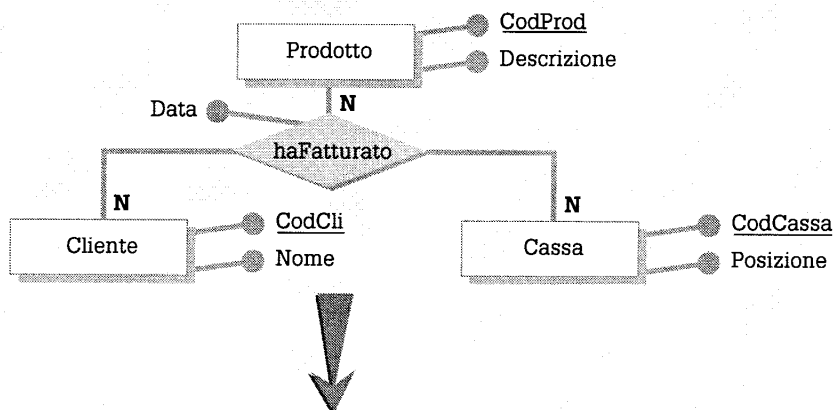 CodProd
Prodotto
Descrizione
Data
N
haFatturato
N
N
CodCli
Cliente
Nome
CodCassa
Cassa
Posizione